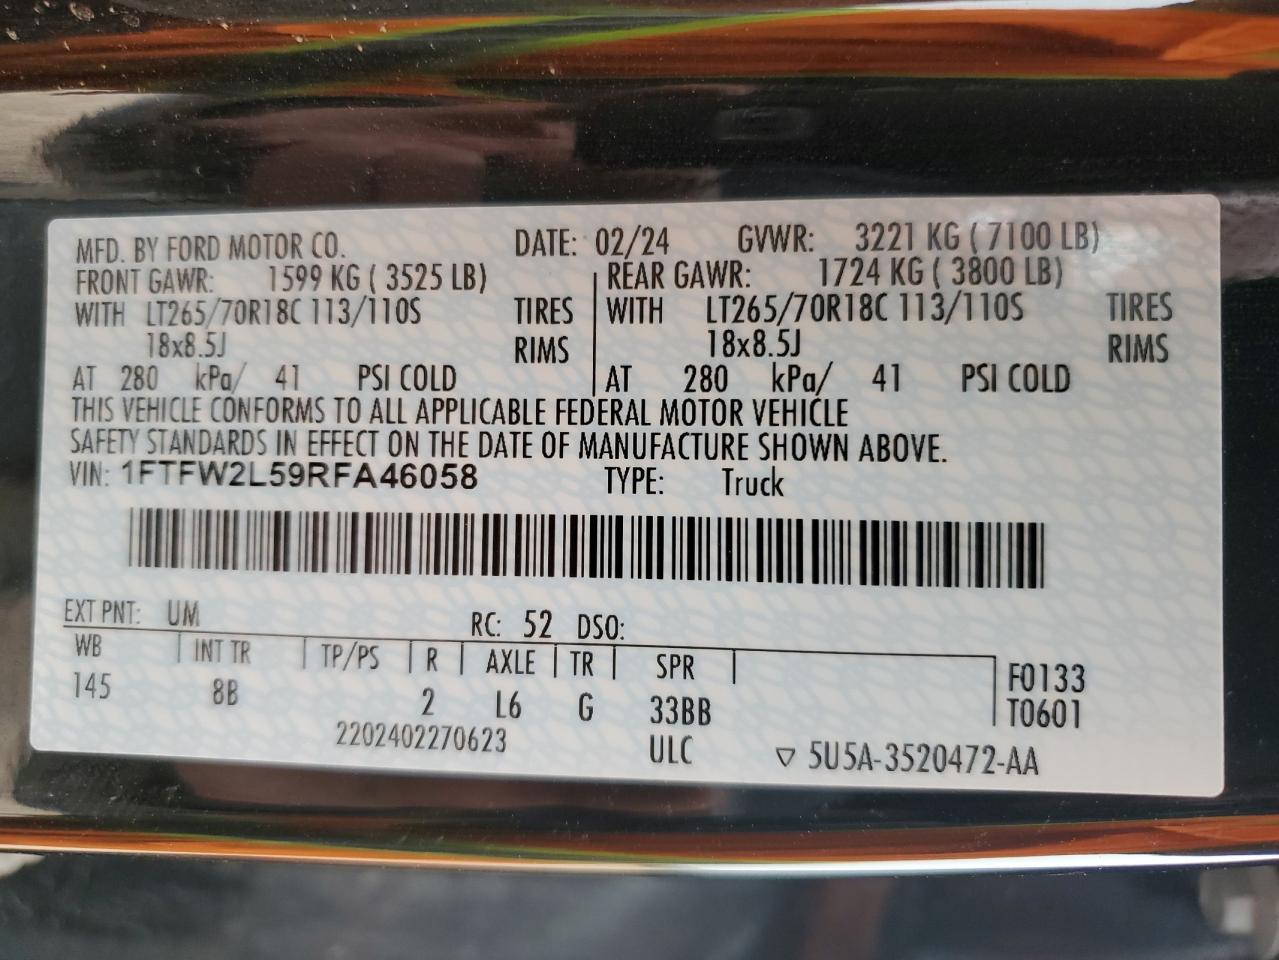 MFD. BY FORD MOTOR CO. DATE: 02/24 GVWR: 3221 KG ( 7100 LB)
FRONT GAWR: 1599 KG ( 3525 LB) REAR GAWR: 1724 KG ( 3800 LB)
WITH LT265/70R18C 113/110S TIRES WITH LT265/70R18C 113/110S TIRES
18x8.5J RIMS 18x8.5J RIMS
AT 280 kPa/ 41 PSI COLD AT 280 kPa/ 41 PSI COLD
THIS VEHICLE CONFORMS TO ALL APPLICABLE FEDERAL MOTOR VEHICLE
SAFETY STANDARDS IN EFFECT ON THE DATE OF MANUFACTURE SHOWN ABOVE.
VIN: 1FTFW2L59RFA46058 TYPE: Truck
EXT PNT: UM RC: 52 DSO:
WB INT TR TP/PS R AXLE TR SPR F0133
145 8B 2 L6 G 33BB T0601
2202402270623 ULC ▽ 5U5A-3520472-AA